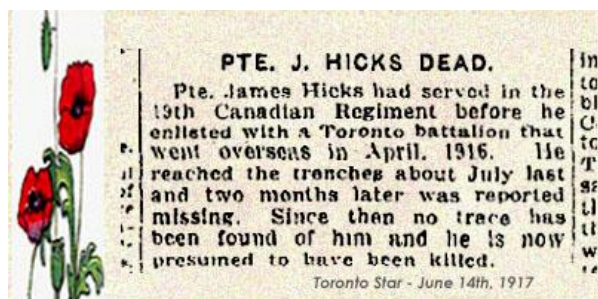 PTE. J. HICKS DEAD.
Pte. James Hicks had served in the
19th Canadian Regiment before he
enlisted with a Toronto battalion that
went overseas in April, 1916. He
reached the trenches about July last
and two months later was reported
missing. Since then no trace has
been found of him and he is now
presumed to have been killed.
Toronto Star - June 14th, 1917